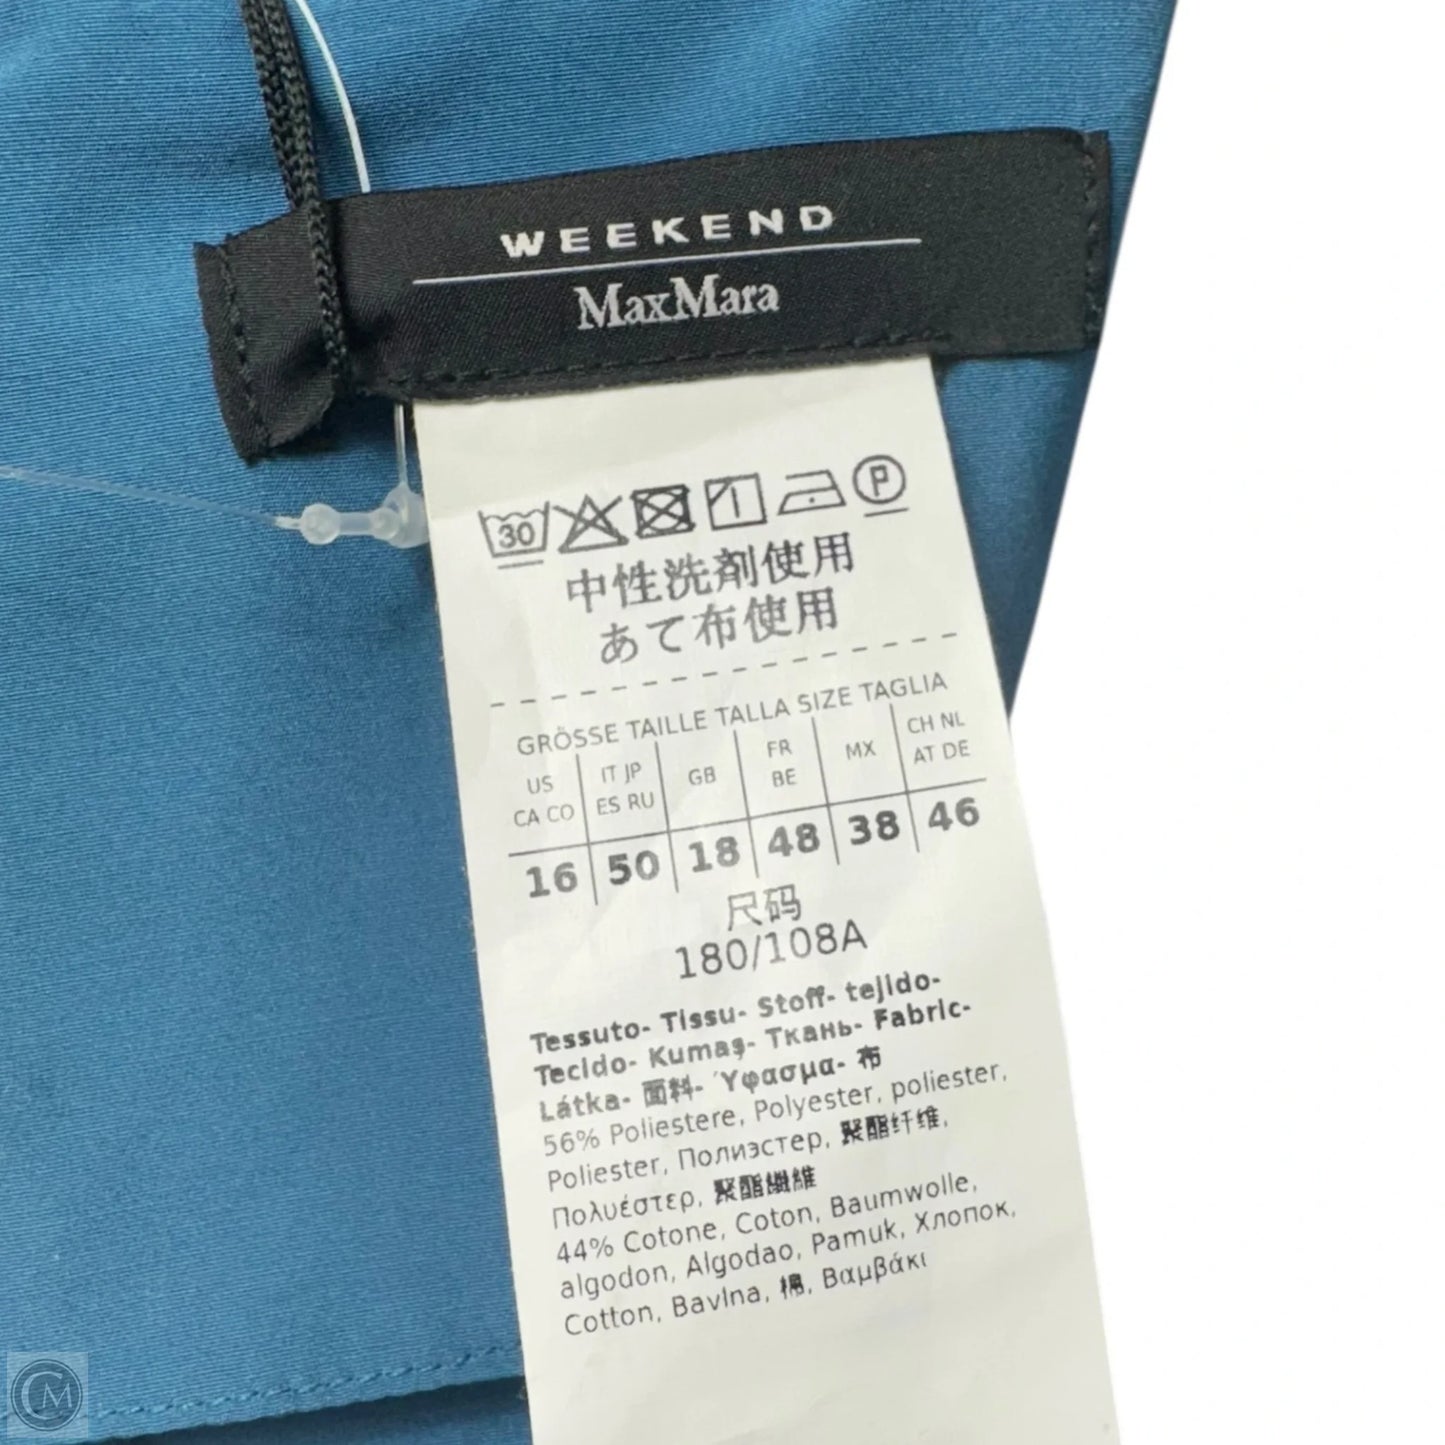 WEEKEND
MaxMara
30 P
中性洗剤使用
あて布使用
GRÖSSE TAILLE TALLA SIZE TAGLIA
US CA CO | IT JP ES RU | GB | FR BE | MX | CH NL AT DE
16 | 50 | 18 | 48 | 38 | 46
尺码
180/108A
Tessuto- Tissu- Stoff- tejido-
Tecido- Kumaş- Ткань- Fabric-
Látka- 面料- Ύφασμα- 布
56% Poliestere, Polyester, poliester,
Poliester, Полиэстер, 聚酯纤维,
Πολυέστερ, 聚酯纖維
44% Cotone, Coton, Baumwolle,
algodon, Algodao, Pamuk, Хлопок,
Cotton, Bavlna, 棉, Βαμβάκι
CM